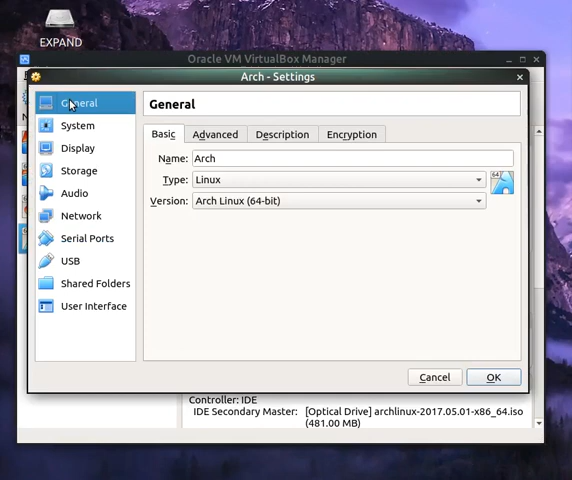 EXPAND
Oracle VM VirtualBox Manager
Arch - Settings
General
System
Display
Storage
Audio
Network
Serial Ports
USB
Shared Folders
User Interface
General
Basic Advanced Description Encryption
Name: Arch
Type: Linux
64
Version: Arch Linux (64-bit)
Cancel OK
Controller: IDE
IDE Secondary Master: [Optical Drive] archlinux-2017.05.01-x86_64.iso
(481.00 MB)